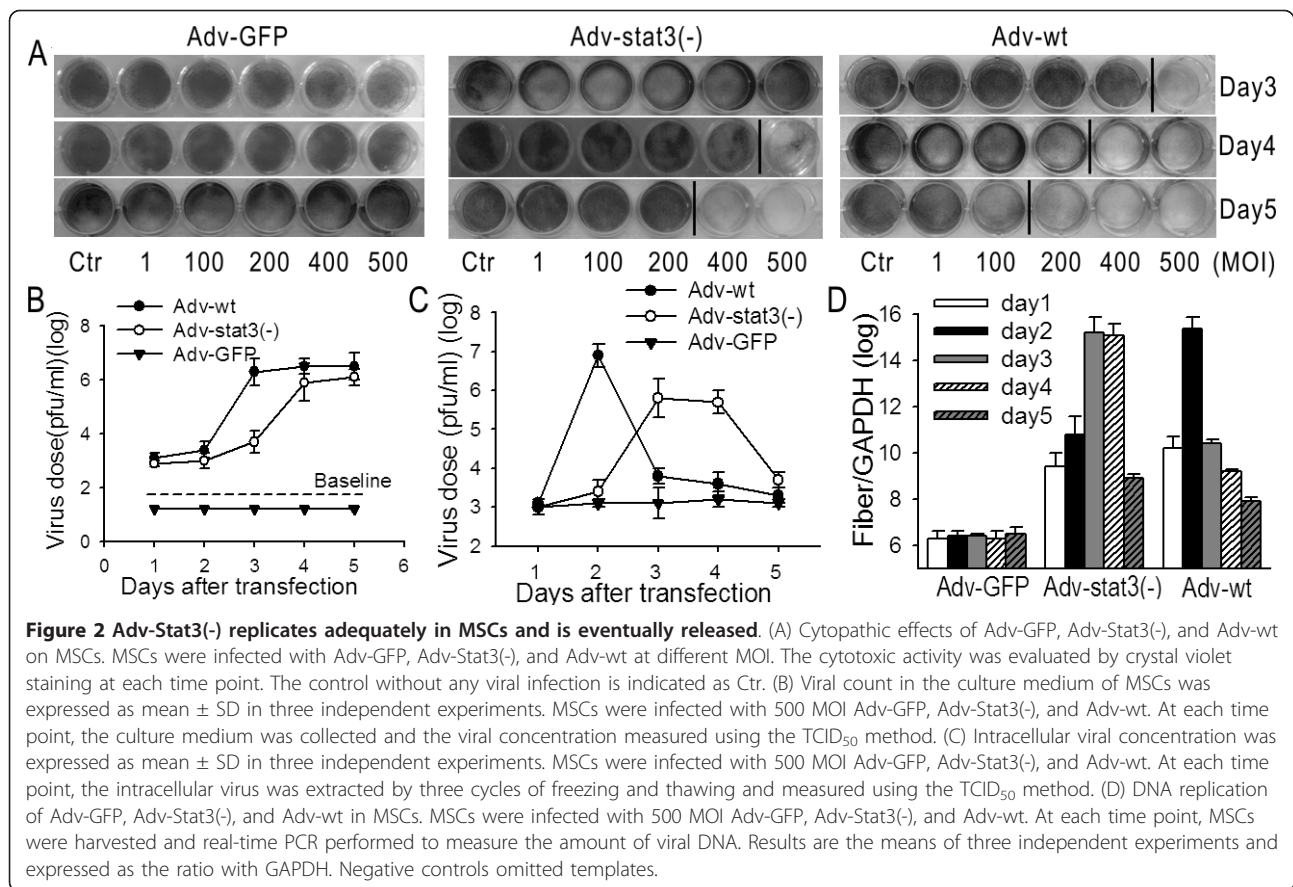 Adv-GFP Adv-stat3(-) Adv-wt
A
Day3
Day4
Day5
Ctr 1 100 200 400 500 Ctr 1 100 200 400 500 Ctr 1 100 200 400 500 (MOI)
B
Adv-wt
Adv-stat3(-)
Adv-GFP
Virus dose(pfu/ml)(log)
8
6
4
2
0
Baseline
0 1 2 3 4 5 6
Days after transfection
C
Adv-wt
Adv-stat3(-)
Adv-GFP
Virus dose (pfu/ml) (log)
8
7
6
5
4
3
2
1 2 3 4 5
Days after transfection
D
day1
day2
day3
day4
day5
Fiber/GAPDH (log)
16
14
12
10
8
6
Adv-GFP Adv-stat3(-) Adv-wt
Figure 2 Adv-Stat3(-) replicates adequately in MSCs and is eventually released. (A) Cytopathic effects of Adv-GFP, Adv-Stat3(-), and Adv-wt
on MSCs. MSCs were infected with Adv-GFP, Adv-Stat3(-), and Adv-wt at different MOI. The cytotoxic activity was evaluated by crystal violet
staining at each time point. The control without any viral infection is indicated as Ctr. (B) Viral count in the culture medium of MSCs was
expressed as mean ± SD in three independent experiments. MSCs were infected with 500 MOI Adv-GFP, Adv-Stat3(-), and Adv-wt. At each time
point, the culture medium was collected and the viral concentration measured using the TCID50 method. (C) Intracellular viral concentration was
expressed as mean ± SD in three independent experiments. MSCs were infected with 500 MOI Adv-GFP, Adv-Stat3(-), and Adv-wt. At each time
point, the intracellular virus was extracted by three cycles of freezing and thawing and measured using the TCID50 method. (D) DNA replication
of Adv-GFP, Adv-Stat3(-), and Adv-wt in MSCs. MSCs were infected with 500 MOI Adv-GFP, Adv-Stat3(-), and Adv-wt. At each time point, MSCs
were harvested and real-time PCR performed to measure the amount of viral DNA. Results are the means of three independent experiments and
expressed as the ratio with GAPDH. Negative controls omitted templates.